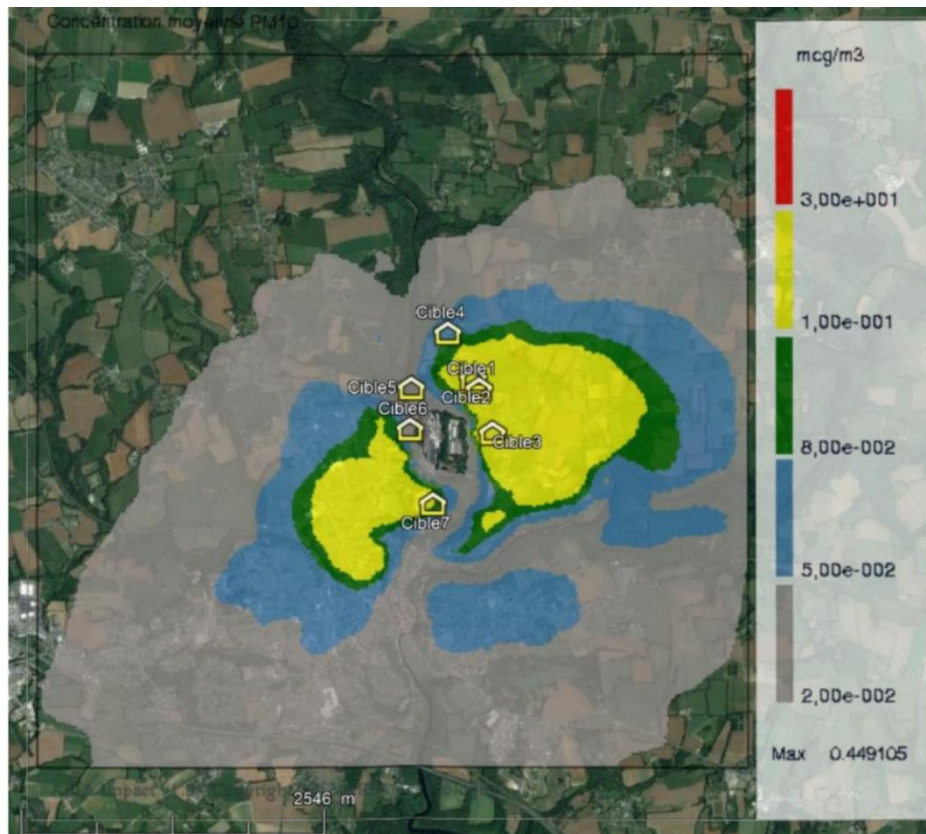 Concentration moyenne PM10
mcg/m3
3,00e+001
1,00e-001
8,00e-002
5,00e-002
2,00e-002
Max 0.449105
Cible4
Cible1
Cible5
Cible2
Cible6
Cible3
Cible7
2546 m